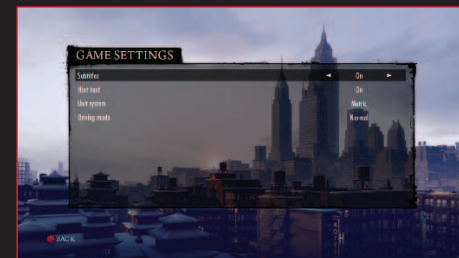 GAME SETTINGS
Subtitles ◄ On ►
Hint text On
Unit system Metric
Driving mode Normal
BACK